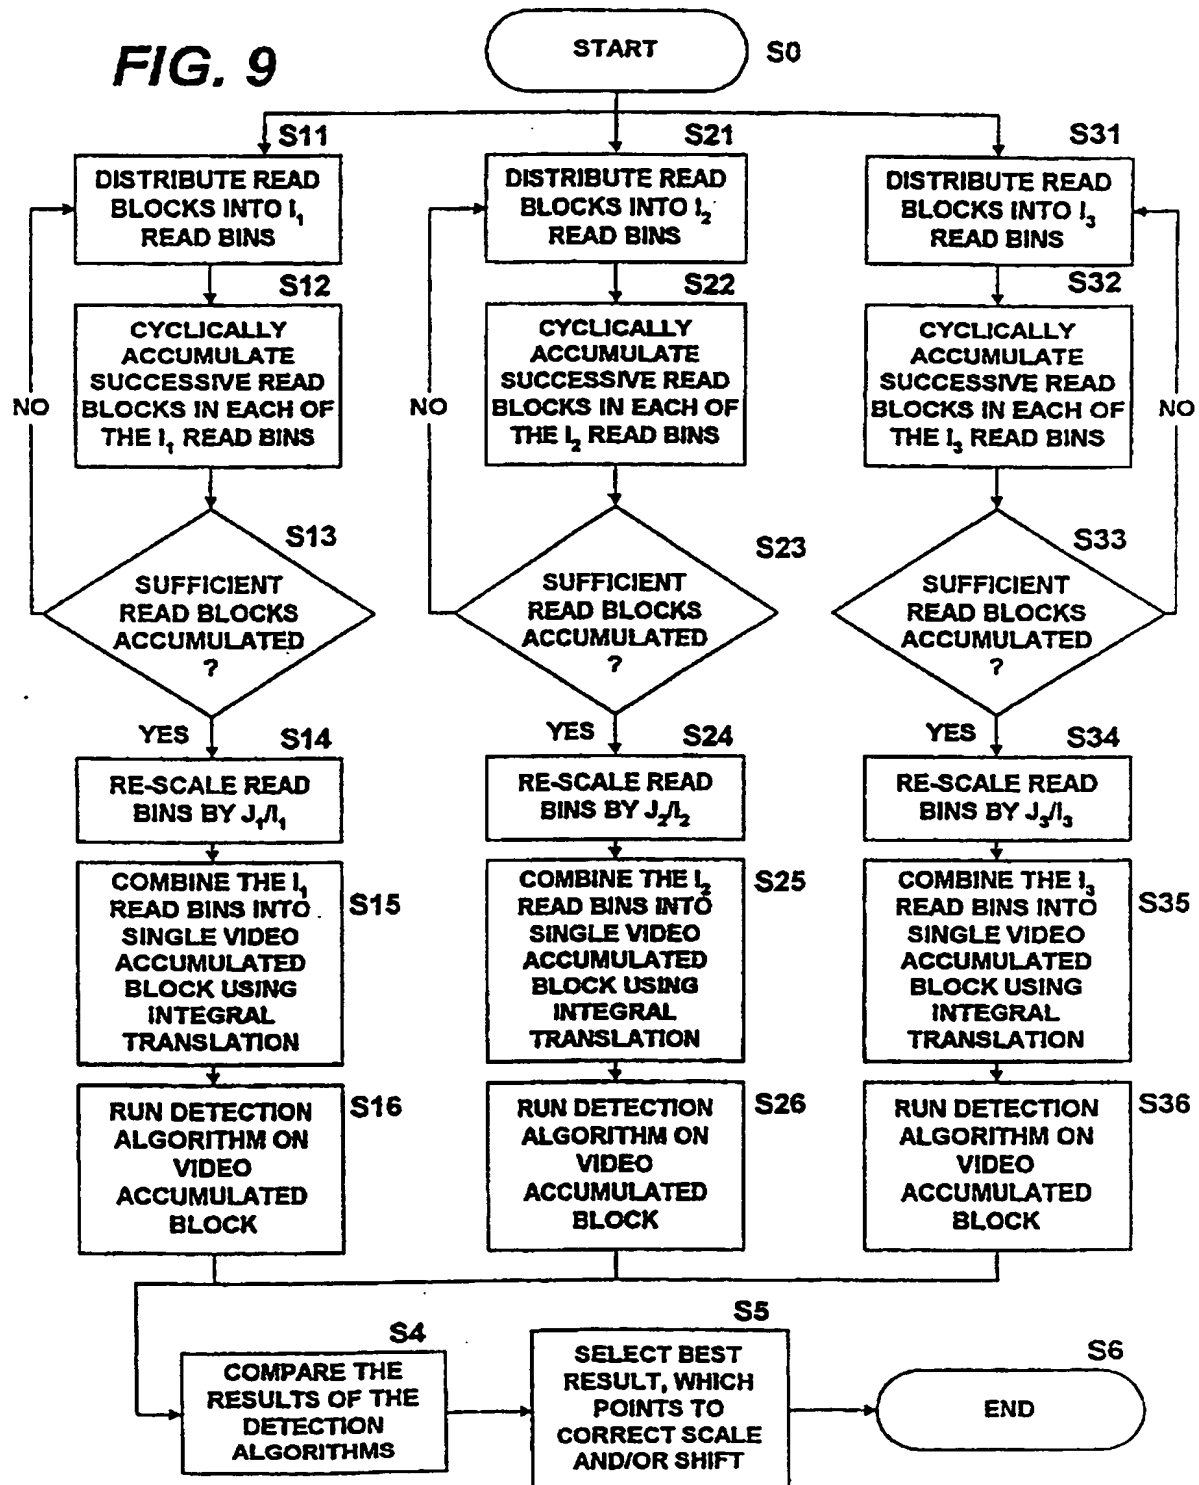 FIG. 9
START
S0
S11
DISTRIBUTE READ
BLOCKS INTO I1
READ BINS
S12
CYCLICALLY
ACCUMULATE
SUCCESSIVE READ
BLOCKS IN EACH OF
THE I1 READ BINS
NO
S13
SUFFICIENT
READ BLOCKS
ACCUMULATED
?
YES
S14
RE-SCALE READ
BINS BY J1/I1
COMBINE THE I1
READ BINS INTO
SINGLE VIDEO
ACCUMULATED
BLOCK USING
INTEGRAL
TRANSLATION
S15
RUN DETECTION
ALGORITHM ON
VIDEO
ACCUMULATED
BLOCK
S16
S21
DISTRIBUTE READ
BLOCKS INTO I2
READ BINS
S22
CYCLICALLY
ACCUMULATE
SUCCESSIVE READ
BLOCKS IN EACH OF
THE I2 READ BINS
NO
S23
SUFFICIENT
READ BLOCKS
ACCUMULATED
?
YES
S24
RE-SCALE READ
BINS BY J2/I2
COMBINE THE I2
READ BINS INTO
SINGLE VIDEO
ACCUMULATED
BLOCK USING
INTEGRAL
TRANSLATION
S25
RUN DETECTION
ALGORITHM ON
VIDEO
ACCUMULATED
BLOCK
S26
S31
DISTRIBUTE READ
BLOCKS INTO I3
READ BINS
S32
CYCLICALLY
ACCUMULATE
SUCCESSIVE READ
BLOCKS IN EACH OF
THE I3 READ BINS
NO
S33
SUFFICIENT
READ BLOCKS
ACCUMULATED
?
YES
S34
RE-SCALE READ
BINS BY J3/I3
COMBINE THE I3
READ BINS INTO
SINGLE VIDEO
ACCUMULATED
BLOCK USING
INTEGRAL
TRANSLATION
S35
RUN DETECTION
ALGORITHM ON
VIDEO
ACCUMULATED
BLOCK
S36
S4
COMPARE THE
RESULTS OF THE
DETECTION
ALGORITHMS
S5
SELECT BEST
RESULT, WHICH
POINTS TO
CORRECT SCALE
AND/OR SHIFT
S6
END